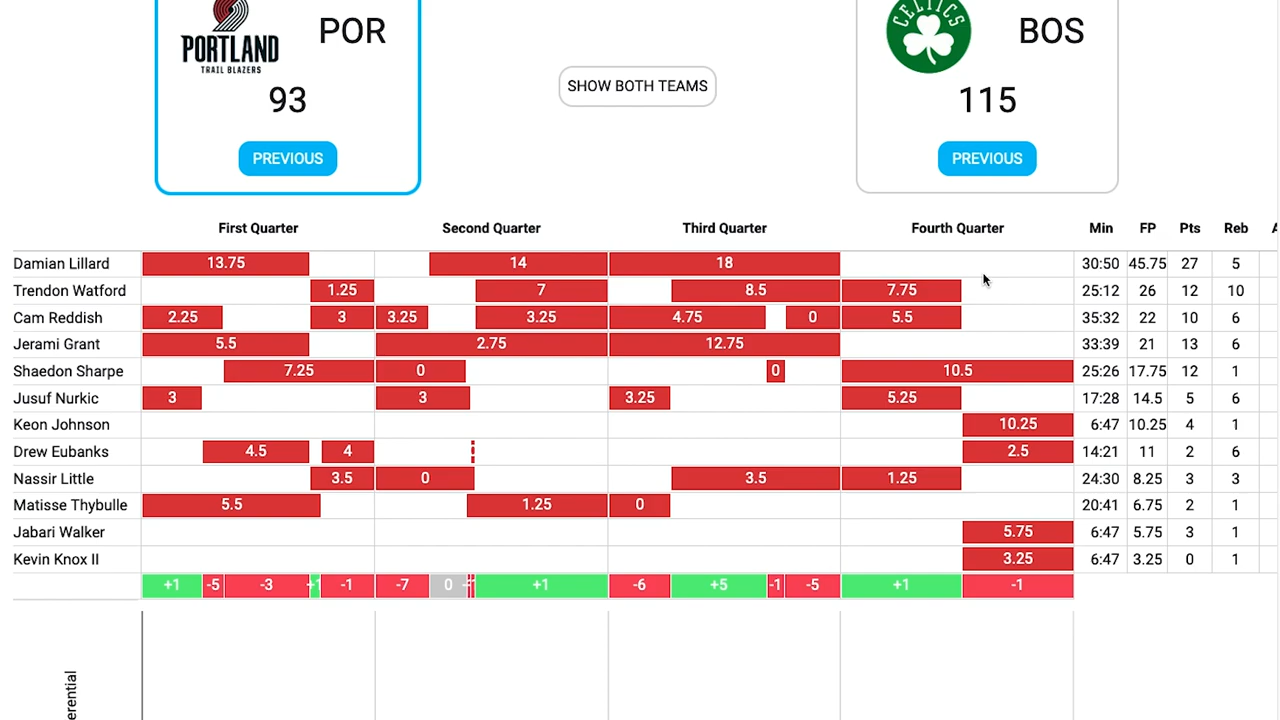 PORTLAND
TRAIL BLAZERS
POR
93
PREVIOUS
SHOW BOTH TEAMS
CELTICS
BOS
115
PREVIOUS
First Quarter Second Quarter Third Quarter Fourth Quarter Min FP Pts Reb
Damian Lillard 13.75 14 18 30:50 45.75 27 5
Trendon Watford 1.25 7 8.5 7.75 25:12 26 12 10
Cam Reddish 2.25 3 3.25 3.25 4.75 0 5.5 35:32 22 10 6
Jerami Grant 5.5 2.75 12.75 33:39 21 13 6
Shaedon Sharpe 7.25 0 0 10.5 25:26 17.75 12 1
Jusuf Nurkic 3 3 3.25 5.25 17:28 14.5 5 6
Keon Johnson 10.25 6:47 10.25 4 1
Drew Eubanks 4.5 4 2.5 14:21 11 2 6
Nassir Little 3.5 0 3.5 1.25 24:30 8.25 3 3
Matisse Thybulle 5.5 1.25 0 20:41 6.75 2 1
Jabari Walker 5.75 6:47 5.75 3 1
Kevin Knox II 3.25 6:47 3.25 0 1
+1 -5 -3 +1 -1 -7 0 +1 -6 +5 -1 -5 +1 -1
erential